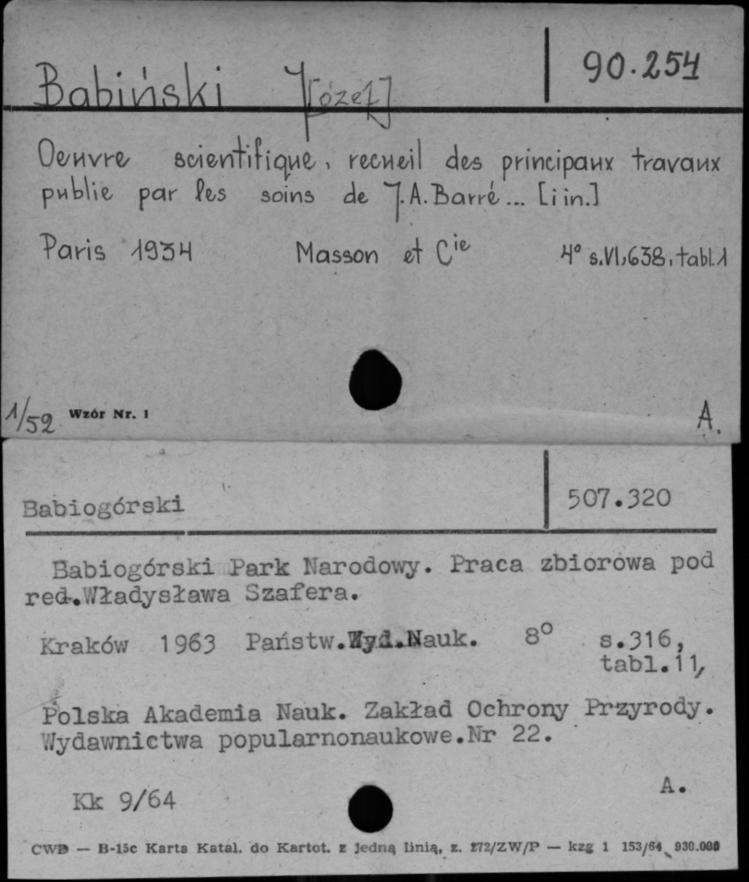 90.254
Babiński J[ózef]
Oeuvre scientifique, recueil des principaux travaux
publie par les soins de J.A. Barré... [i in.]
Paris 1934 Masson et Cie 4° s.VI,638, tabl.1
1/52 Wzór Nr. 1 A.
Babiogórski 507.320
Babiogórski Park Narodowy. Praca zbiorowa pod
red.Władysława Szafera.
Kraków 1963 Państw.Wyd.Nauk. 8° s.316,
tabl.11,
Polska Akademia Nauk. Zakład Ochrony Przyrody.
Wydawnictwa popularnonaukowe.Nr 22.
A.
Kk 9/64
CWD — B-15c Karta Katal. do Kartot. z jedną linią, z. 272/ZW/P — kzg 1 153/64 930.000